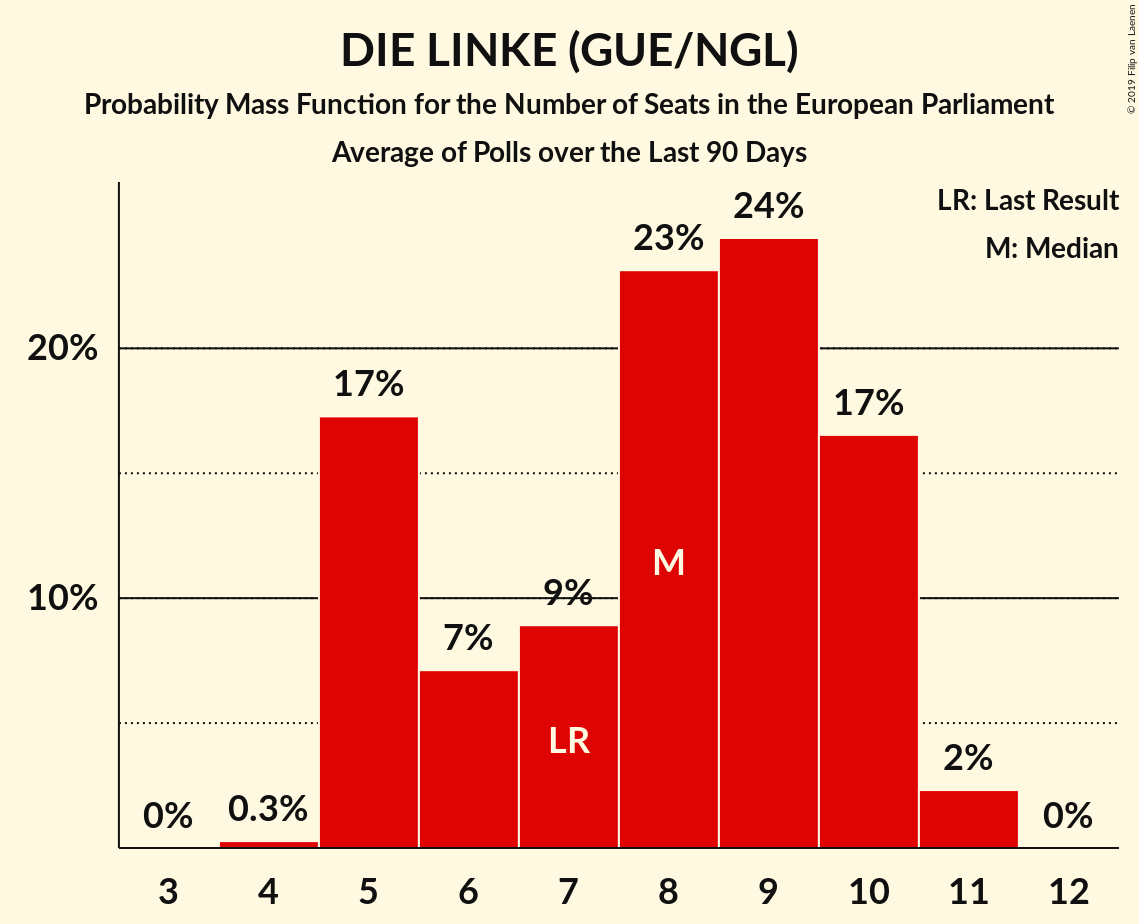 DIE LINKE (GUE/NGL)
Probability Mass Function for the Number of Seats in the European Parliament
Average of Polls over the Last 90 Days
© 2019 Filip van Laenen
LR: Last Result
M: Median
20%
10%
0%
0.3%
17%
7%
9%
23%
24%
17%
2%
0%
M
LR
3 4 5 6 7 8 9 10 11 12